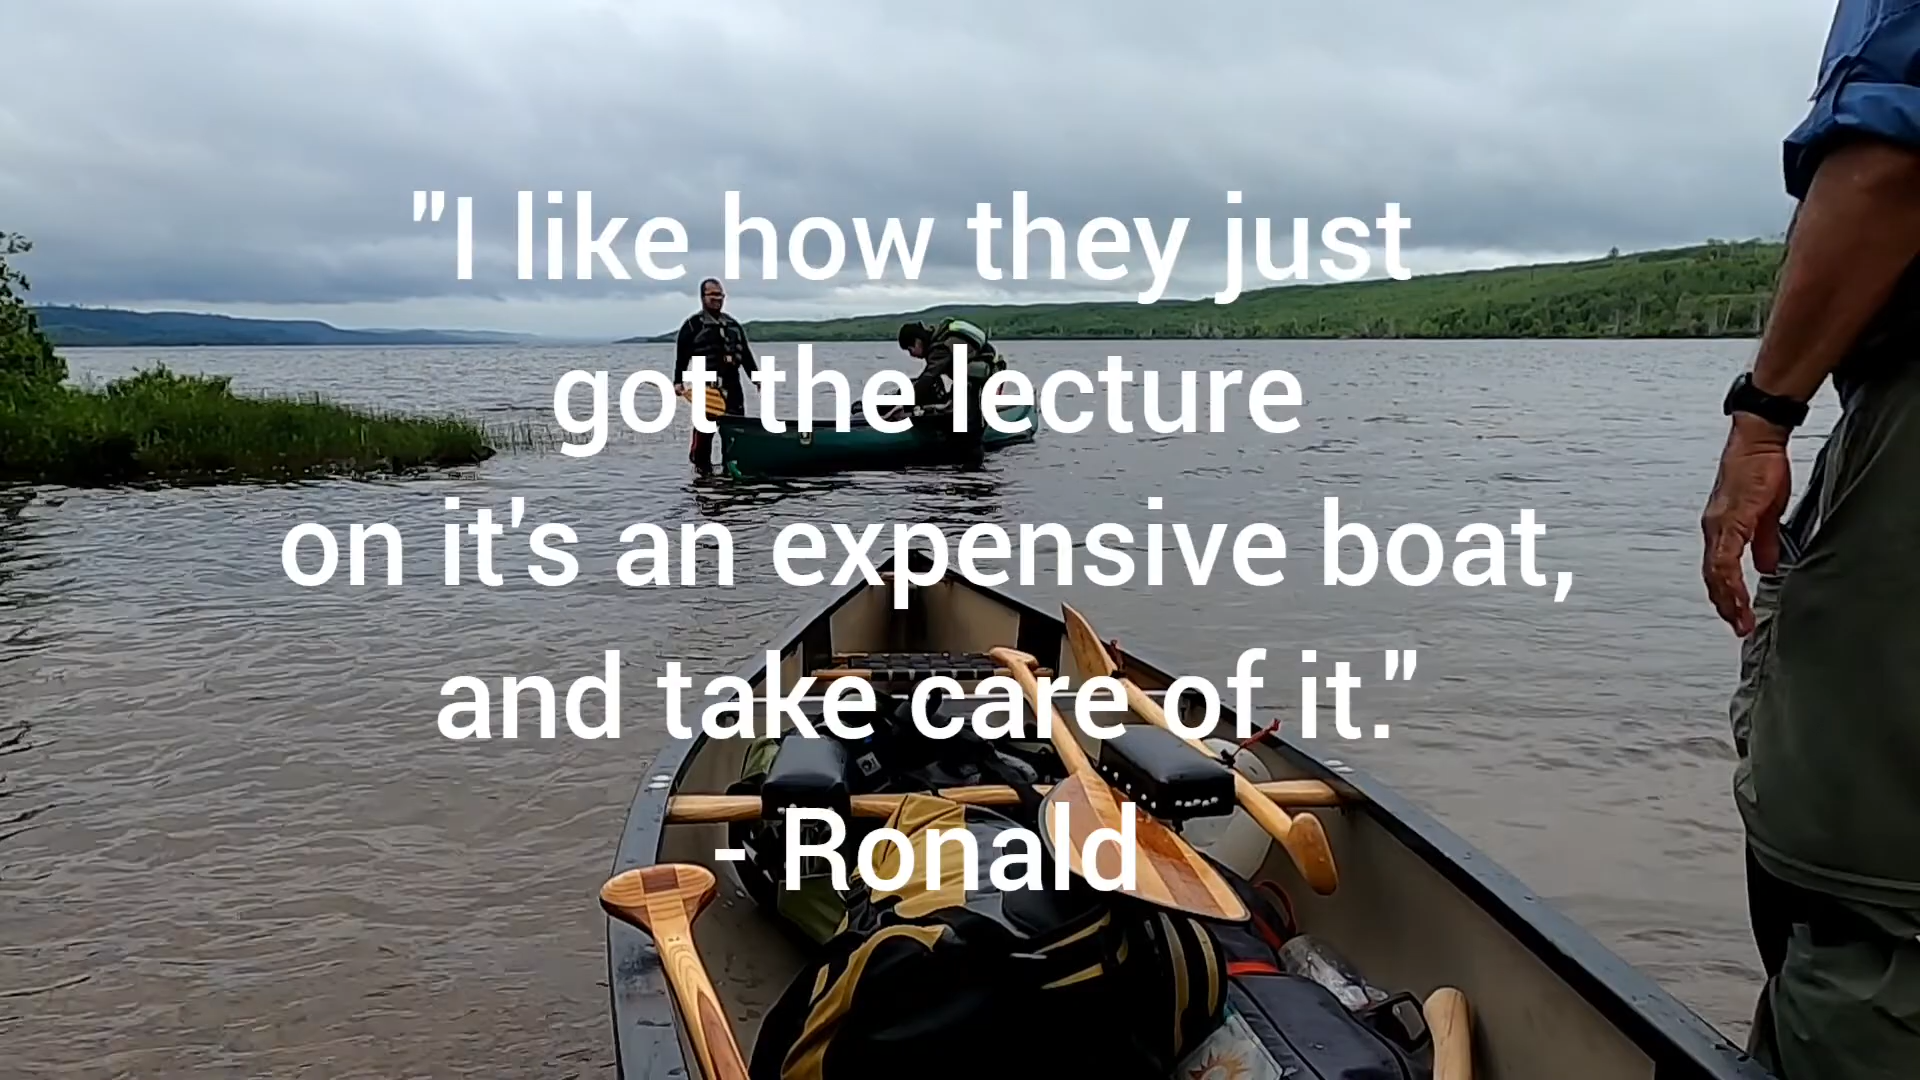 "I like how they just
got the lecture
on it's an expensive boat,
and take care of it."
- Ronald